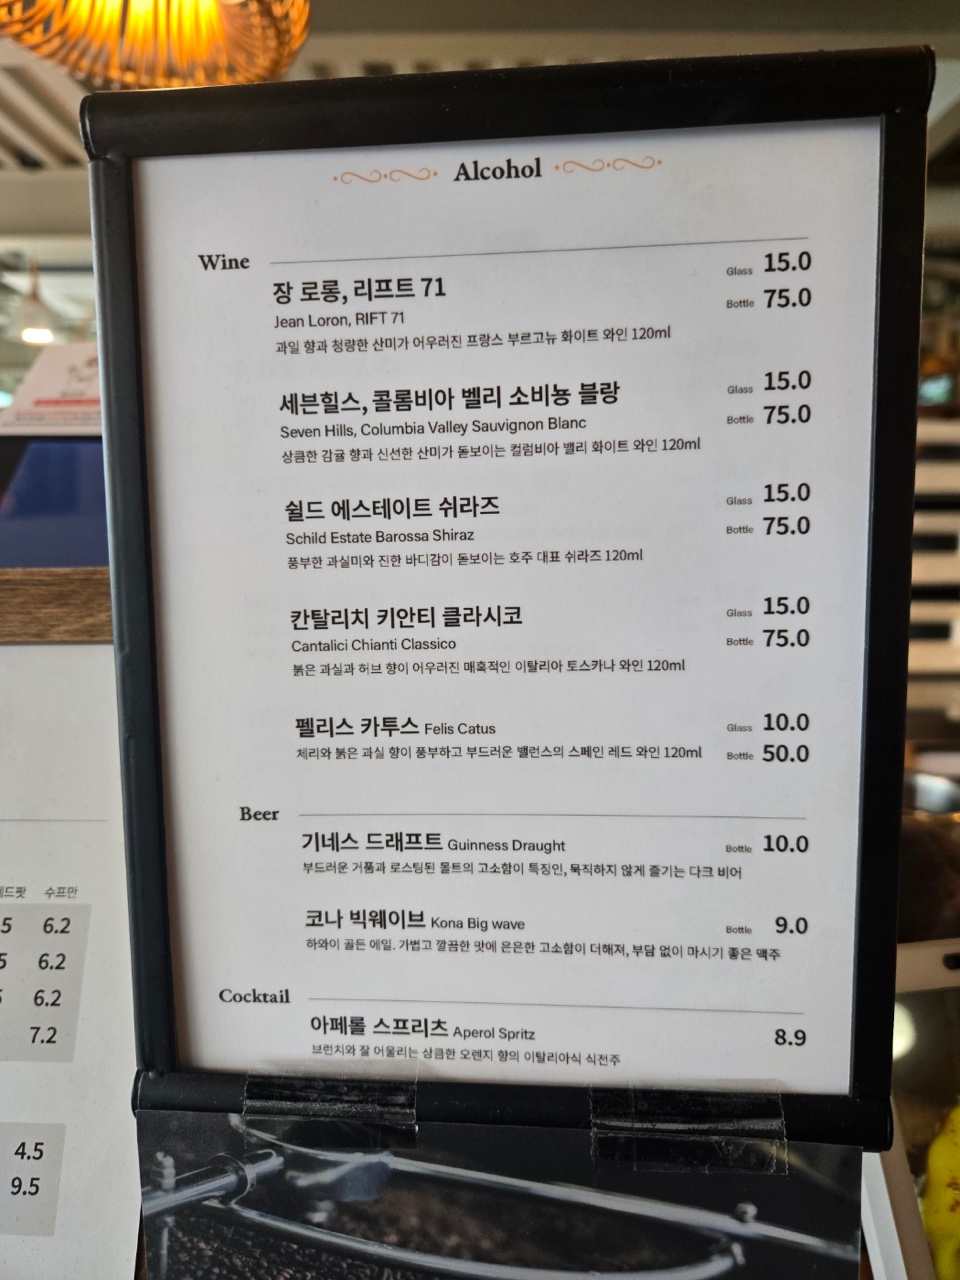 Alcohol
Wine
장 로롱, 리프트 71
Glass 15.0
Jean Loron, RIFT 71
Bottle 75.0
과일 향과 청량한 산미가 어우러진 프랑스 부르고뉴 화이트 와인 120ml
세븐힐스, 콜롬비아 벨리 소비뇽 블랑
Glass 15.0
Seven Hills, Columbia Valley Sauvignon Blanc
Bottle 75.0
상큼한 감귤 향과 신선한 산미가 돋보이는 컬럼비아 밸리 화이트 와인 120ml
쉴드 에스테이트 쉬라즈
Glass 15.0
Schild Estate Barossa Shiraz
Bottle 75.0
풍부한 과실미와 진한 바디감이 돋보이는 호주 대표 쉬라즈 120ml
칸탈리치 키안티 클라시코
Glass 15.0
Cantalici Chianti Classico
Bottle 75.0
붉은 과실과 허브 향이 어우러진 매혹적인 이탈리아 토스카나 와인 120ml
펠리스 카투스 Felis Catus
Glass 10.0
체리와 붉은 과실 향이 풍부하고 부드러운 밸런스의 스페인 레드 와인 120ml
Bottle 50.0
Beer
기네스 드래프트 Guinness Draught
Bottle 10.0
부드러운 거품과 로스팅된 몰트의 고소함이 특징인, 묵직하지 않게 즐기는 다크 비어
코나 빅웨이브 Kona Big wave
Bottle 9.0
하와이 골든 에일. 가볍고 깔끔한 맛에 은은한 고소함이 더해져, 부담 없이 마시기 좋은 맥주
Cocktail
아페롤 스프리츠 Aperol Spritz
8.9
브런치와 잘 어울리는 상큼한 오렌지 향의 이탈리아식 식전주
수프만
6.2
6.2
6.2
7.2
4.5
9.5